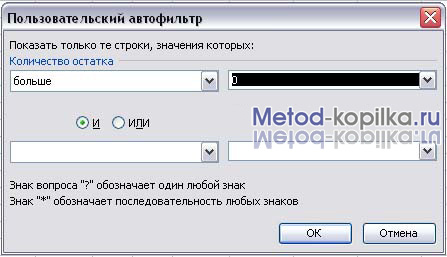 Пользовательский автофильтр
Показать только те строки, значения которых:
Количество остатка
больше 0
И ИЛИ
Metod-kopilka.ru
Знак вопроса "?" обозначает один любой знак
Знак "*" обозначает последовательность любых знаков
ОК Отмена